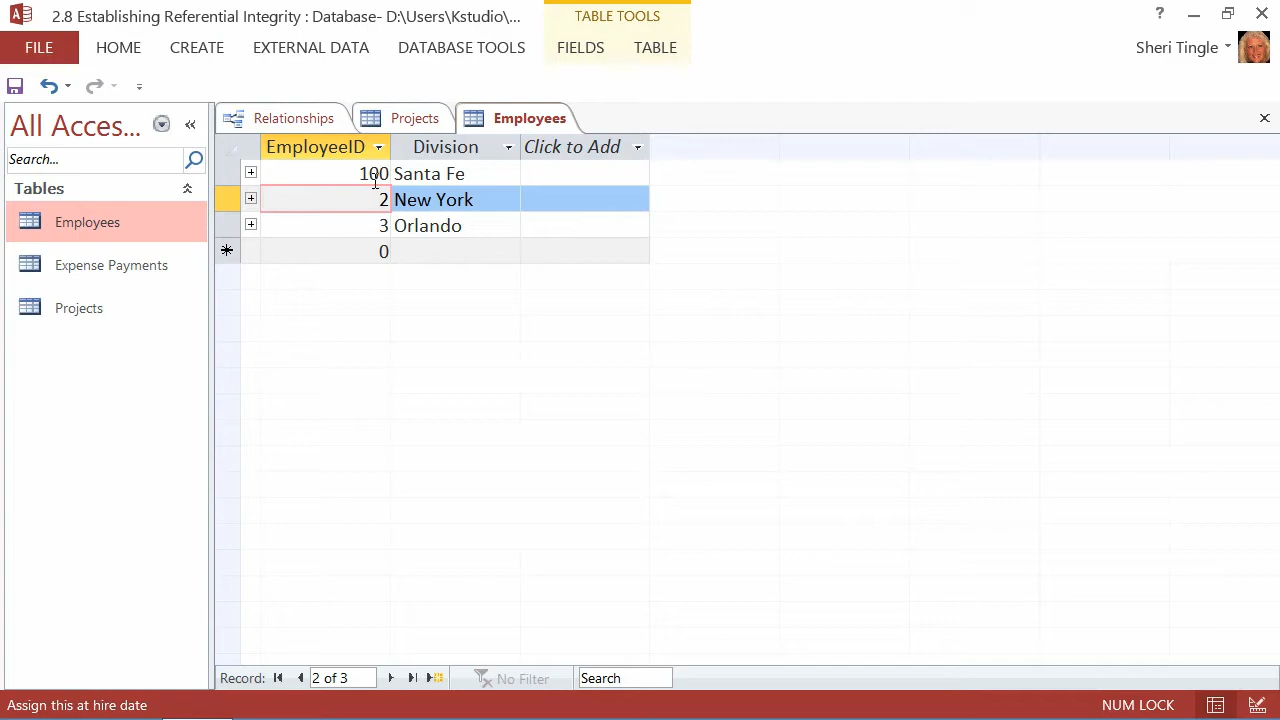 2.8 Establishing Referential Integrity : Database- D:\Users\Kstudio\...
TABLE TOOLS
FILE HOME CREATE EXTERNAL DATA DATABASE TOOLS FIELDS TABLE
Sheri Tingle
All Acces...
Search...
Tables
Employees
Expense Payments
Projects
Relationships Projects Employees
EmployeeID Division Click to Add
100 Santa Fe
2 New York
3 Orlando
0
Record: 2 of 3 No Filter Search
Assign this at hire date
NUM LOCK